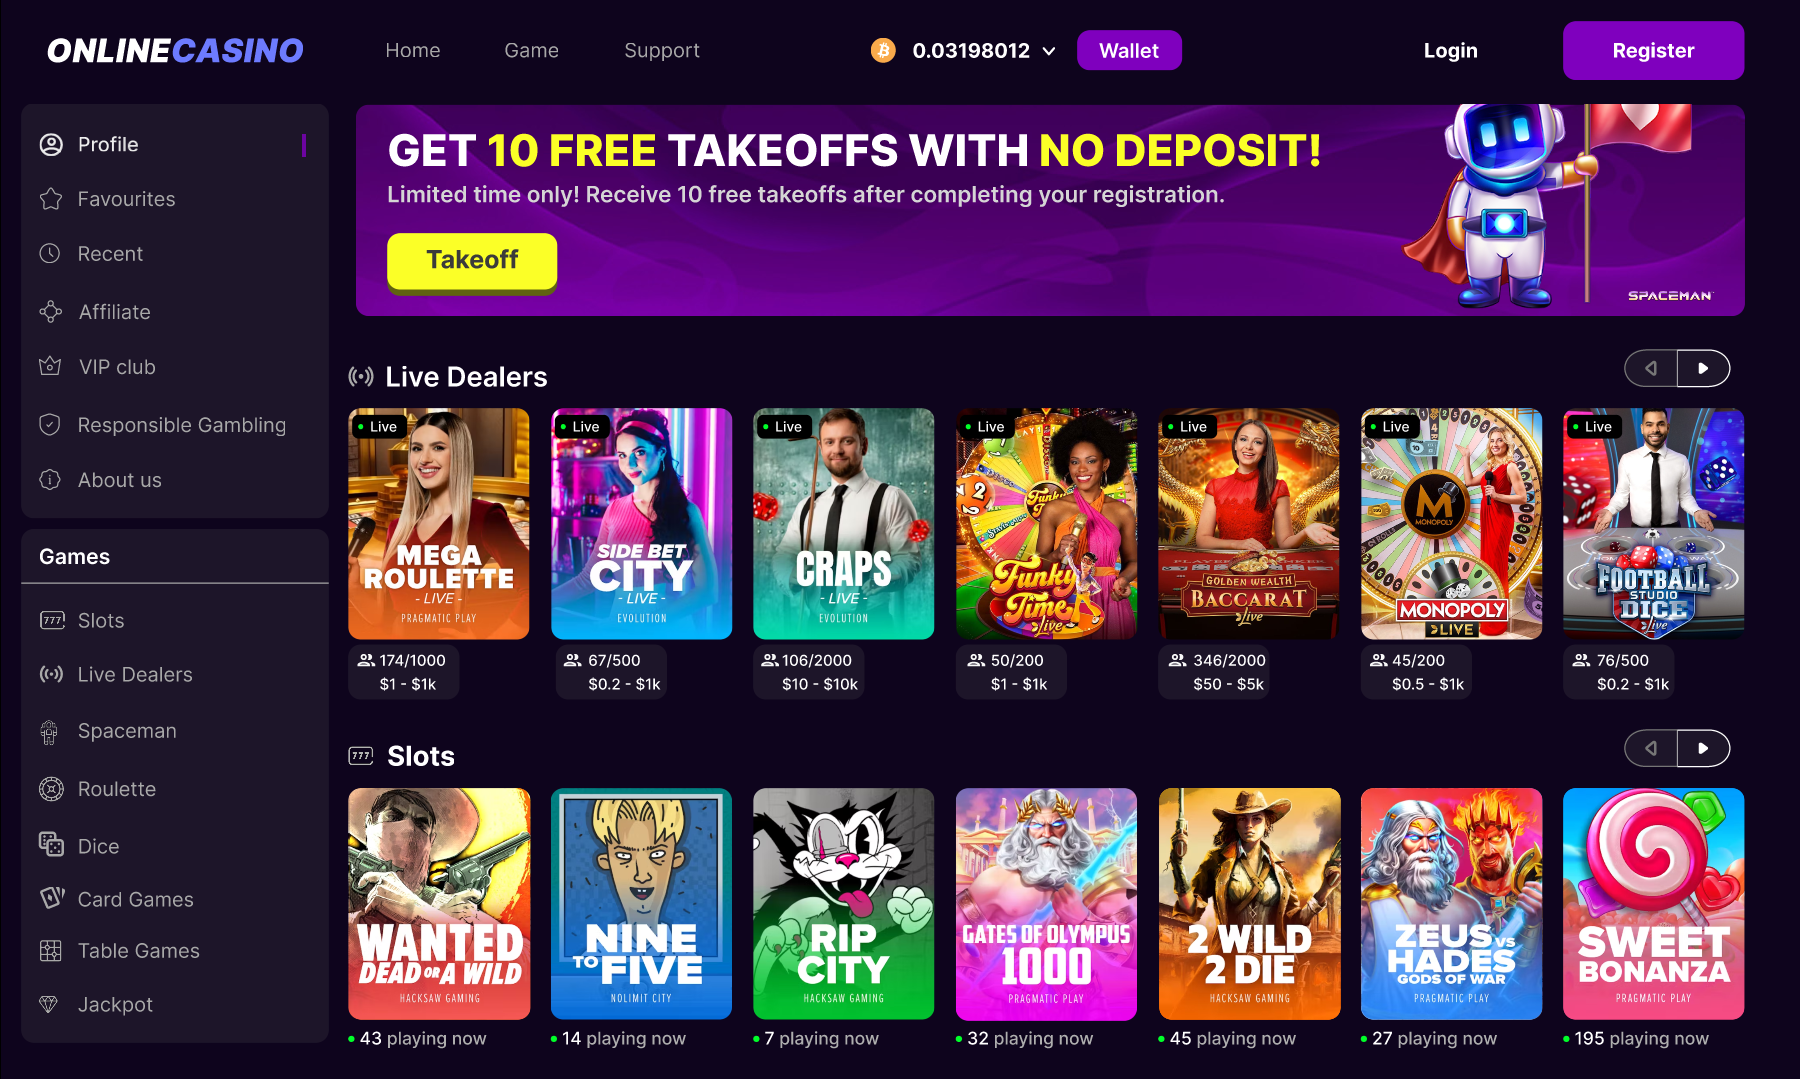 ONLINECASINO
Home
Game
Support
0.03198012
Wallet
Login
Register
Profile
Favourites
Recent
Affiliate
VIP club
Responsible Gambling
About us
Games
777 Slots
Live Dealers
Spaceman
Roulette
Dice
Card Games
Table Games
Jackpot
GET 10 FREE TAKEOFFS WITH NO DEPOSIT!
Limited time only! Receive 10 free takeoffs after completing your registration.
Takeoff
SPACEMAN
Live Dealers
Live
MEGA
ROULETTE
- LIVE -
PRAGMATIC PLAY
174/1000
$1 - $1k
Live
SIDE BET
CITY
- LIVE -
EVOLUTION
67/500
$0.2 - $1k
Live
CRAPS
- LIVE -
EVOLUTION
106/2000
$10 - $10k
Live
Funky
Time
Live
50/200
$1 - $1k
Live
GOLDEN WEALTH
BACCARAT
Live
346/2000
$50 - $5k
Live
M
MONOPOLY
MONOPOLY
LIVE
45/200
$0.5 - $1k
Live
FOOTBALL
STUDIO
DICE
Live
76/500
$0.2 - $1k
777 Slots
WANTED
DEAD OR A WILD
HACKSAW GAMING
43 playing now
NINE
TO FIVE
NOLIMIT CITY
14 playing now
RIP
CITY
HACKSAW GAMING
7 playing now
GATES OF OLYMPUS
1000
PRAGMATIC PLAY
32 playing now
2 WILD
2 DIE
HACKSAW GAMING
45 playing now
ZEUS VS
HADES
GODS OF WAR
PRAGMATIC PLAY
27 playing now
SWEET
BONANZA
PRAGMATIC PLAY
195 playing now